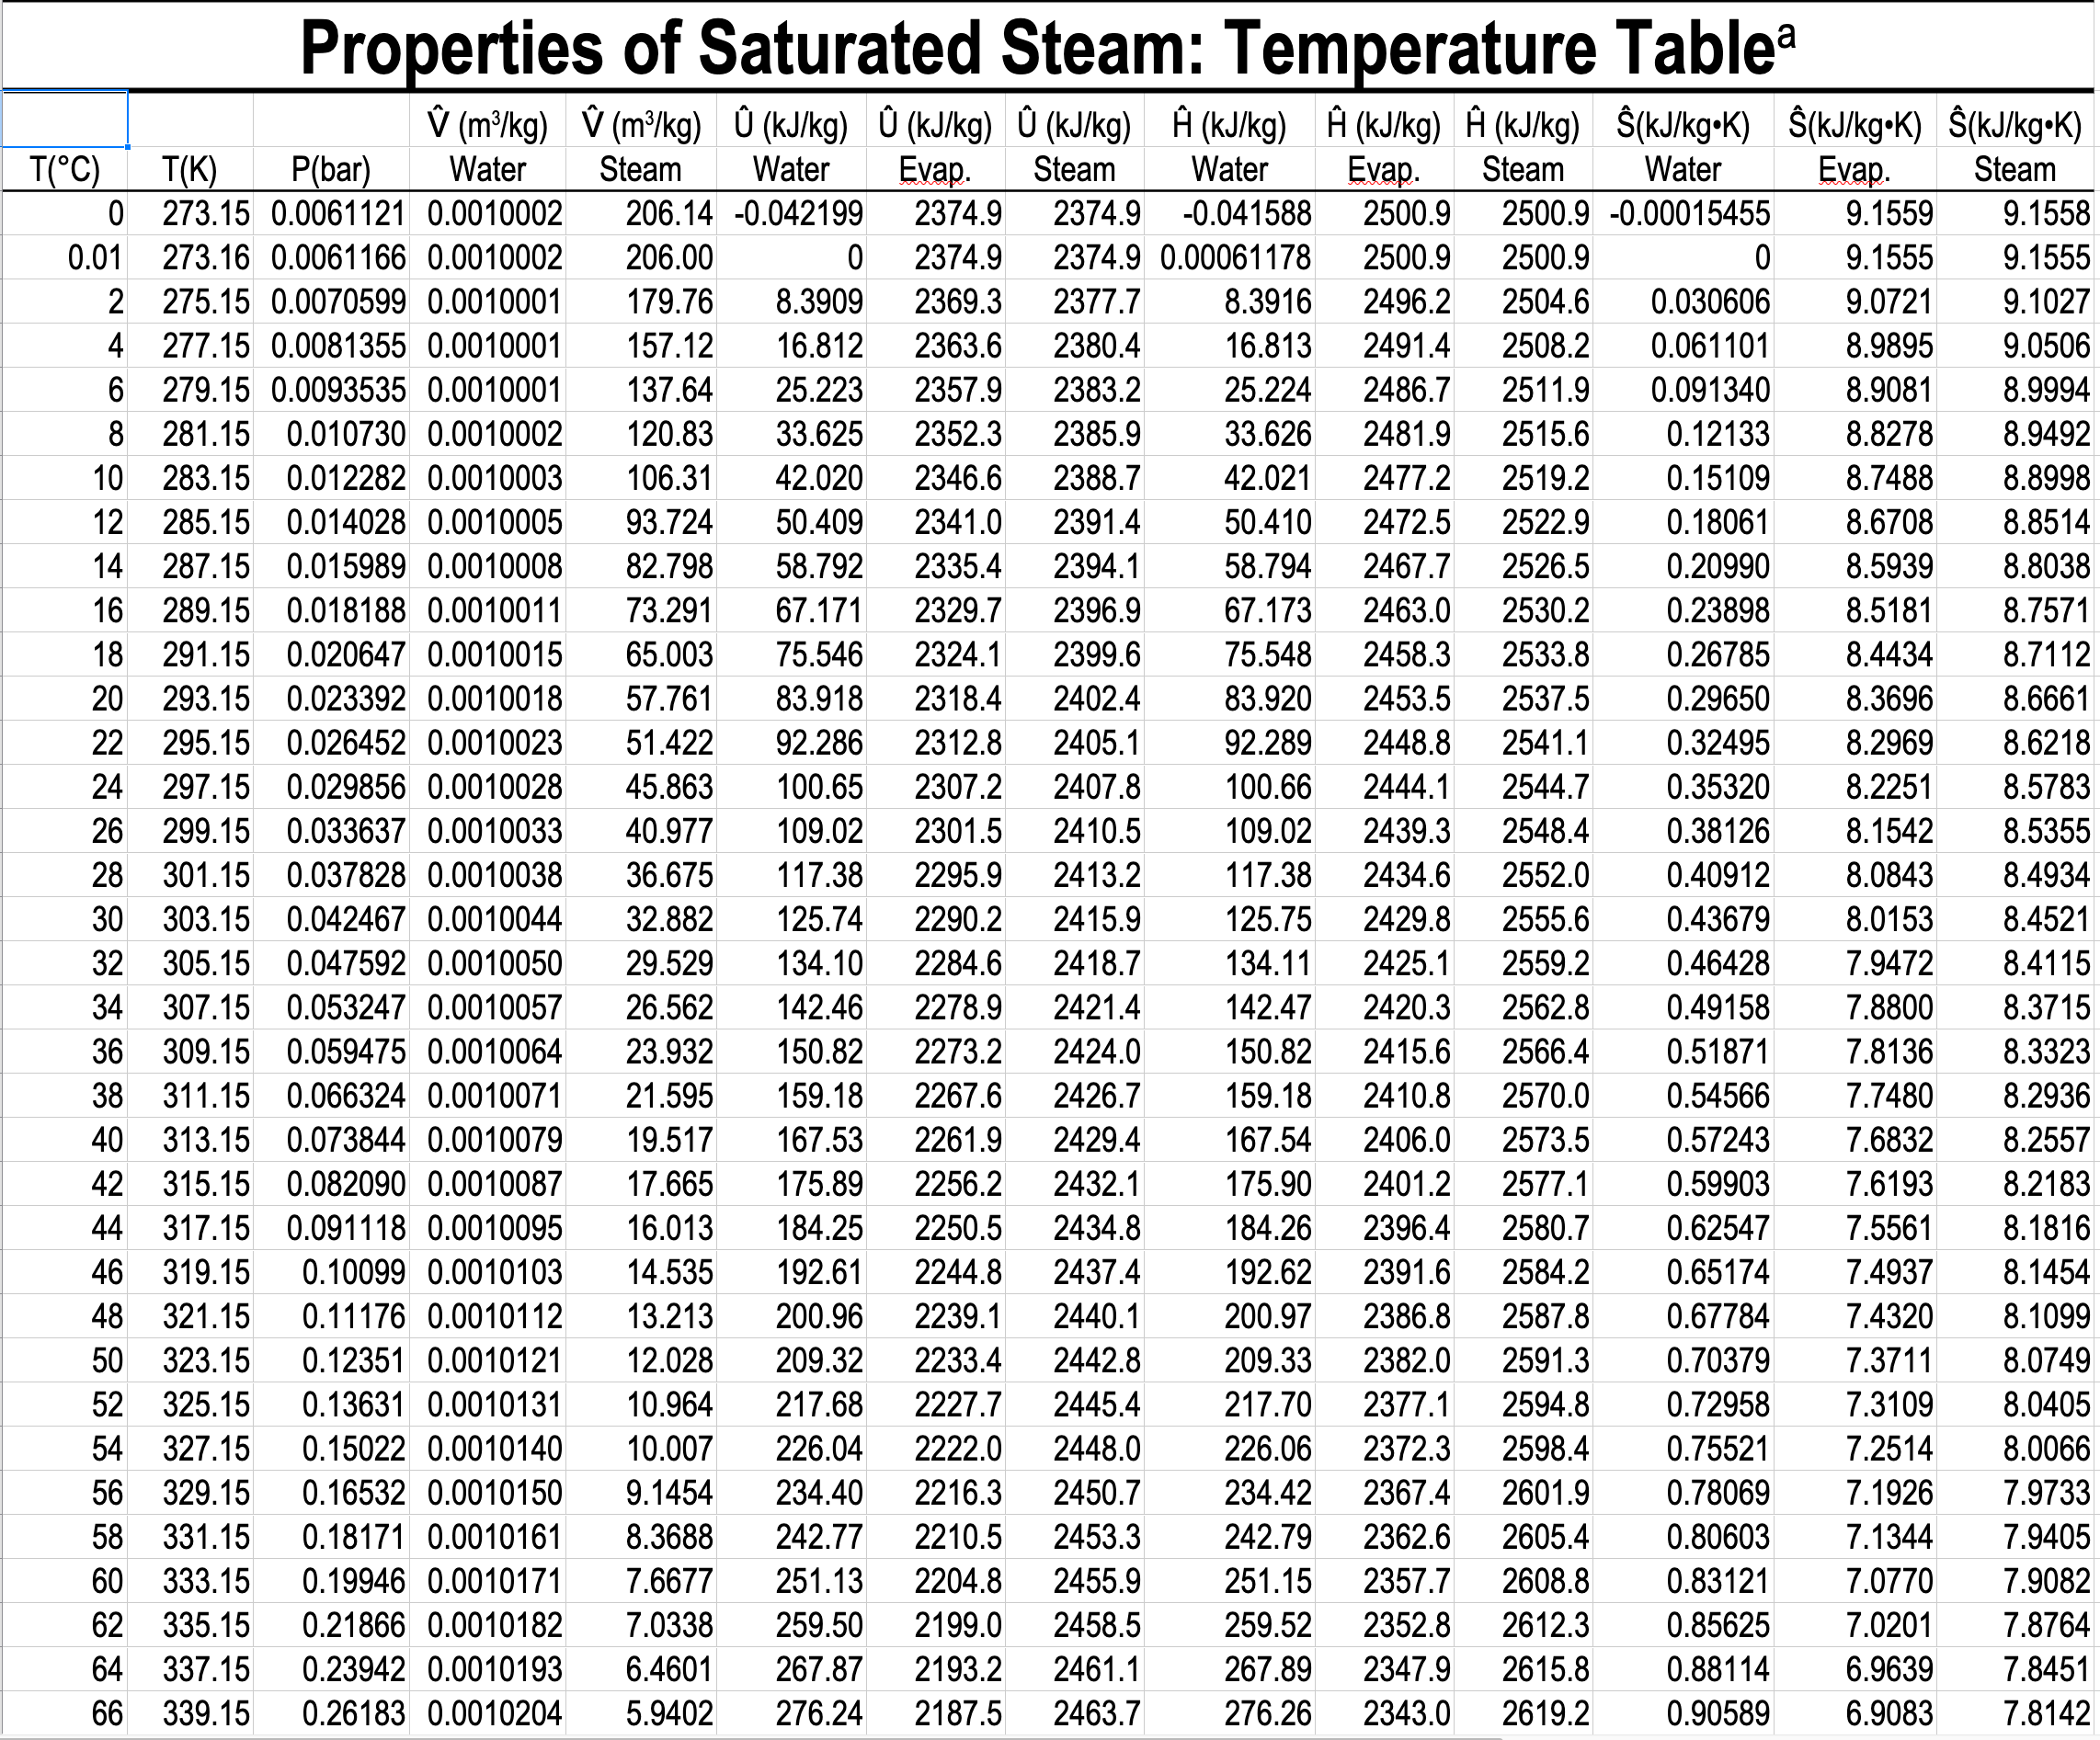 Properties of Saturated Steam: Temperature Tableᵃ
V̂ (m³/kg) V̂ (m³/kg) Û (kJ/kg) Û (kJ/kg) Û (kJ/kg) Ĥ (kJ/kg) Ĥ (kJ/kg) Ĥ (kJ/kg) Ŝ(kJ/kg•K) Ŝ(kJ/kg•K) Ŝ(kJ/kg•K)
T(°C) T(K) P(bar) Water Steam Water Evap. Steam Water Evap. Steam Water Evap. Steam
0 273.15 0.0061121 0.0010002 206.14 -0.042199 2374.9 2374.9 -0.041588 2500.9 2500.9 -0.00015455 9.1559 9.1558
0.01 273.16 0.0061166 0.0010002 206.00 0 2374.9 2374.9 0.00061178 2500.9 2500.9 0 9.1555 9.1555
2 275.15 0.0070599 0.0010001 179.76 8.3909 2369.3 2377.7 8.3916 2496.2 2504.6 0.030606 9.0721 9.1027
4 277.15 0.0081355 0.0010001 157.12 16.812 2363.6 2380.4 16.813 2491.4 2508.2 0.061101 8.9895 9.0506
6 279.15 0.0093535 0.0010001 137.64 25.223 2357.9 2383.2 25.224 2486.7 2511.9 0.091340 8.9081 8.9994
8 281.15 0.010730 0.0010002 120.83 33.625 2352.3 2385.9 33.626 2481.9 2515.6 0.12133 8.8278 8.9492
10 283.15 0.012282 0.0010003 106.31 42.020 2346.6 2388.7 42.021 2477.2 2519.2 0.15109 8.7488 8.8998
12 285.15 0.014028 0.0010005 93.724 50.409 2341.0 2391.4 50.410 2472.5 2522.9 0.18061 8.6708 8.8514
14 287.15 0.015989 0.0010008 82.798 58.792 2335.4 2394.1 58.794 2467.7 2526.5 0.20990 8.5939 8.8038
16 289.15 0.018188 0.0010011 73.291 67.171 2329.7 2396.9 67.173 2463.0 2530.2 0.23898 8.5181 8.7571
18 291.15 0.020647 0.0010015 65.003 75.546 2324.1 2399.6 75.548 2458.3 2533.8 0.26785 8.4434 8.7112
20 293.15 0.023392 0.0010018 57.761 83.918 2318.4 2402.4 83.920 2453.5 2537.5 0.29650 8.3696 8.6661
22 295.15 0.026452 0.0010023 51.422 92.286 2312.8 2405.1 92.289 2448.8 2541.1 0.32495 8.2969 8.6218
24 297.15 0.029856 0.0010028 45.863 100.65 2307.2 2407.8 100.66 2444.1 2544.7 0.35320 8.2251 8.5783
26 299.15 0.033637 0.0010033 40.977 109.02 2301.5 2410.5 109.02 2439.3 2548.4 0.38126 8.1542 8.5355
28 301.15 0.037828 0.0010038 36.675 117.38 2295.9 2413.2 117.38 2434.6 2552.0 0.40912 8.0843 8.4934
30 303.15 0.042467 0.0010044 32.882 125.74 2290.2 2415.9 125.75 2429.8 2555.6 0.43679 8.0153 8.4521
32 305.15 0.047592 0.0010050 29.529 134.10 2284.6 2418.7 134.11 2425.1 2559.2 0.46428 7.9472 8.4115
34 307.15 0.053247 0.0010057 26.562 142.46 2278.9 2421.4 142.47 2420.3 2562.8 0.49158 7.8800 8.3715
36 309.15 0.059475 0.0010064 23.932 150.82 2273.2 2424.0 150.82 2415.6 2566.4 0.51871 7.8136 8.3323
38 311.15 0.066324 0.0010071 21.595 159.18 2267.6 2426.7 159.18 2410.8 2570.0 0.54566 7.7480 8.2936
40 313.15 0.073844 0.0010079 19.517 167.53 2261.9 2429.4 167.54 2406.0 2573.5 0.57243 7.6832 8.2557
42 315.15 0.082090 0.0010087 17.665 175.89 2256.2 2432.1 175.90 2401.2 2577.1 0.59903 7.6193 8.2183
44 317.15 0.091118 0.0010095 16.013 184.25 2250.5 2434.8 184.26 2396.4 2580.7 0.62547 7.5561 8.1816
46 319.15 0.10099 0.0010103 14.535 192.61 2244.8 2437.4 192.62 2391.6 2584.2 0.65174 7.4937 8.1454
48 321.15 0.11176 0.0010112 13.213 200.96 2239.1 2440.1 200.97 2386.8 2587.8 0.67784 7.4320 8.1099
50 323.15 0.12351 0.0010121 12.028 209.32 2233.4 2442.8 209.33 2382.0 2591.3 0.70379 7.3711 8.0749
52 325.15 0.13631 0.0010131 10.964 217.68 2227.7 2445.4 217.70 2377.1 2594.8 0.72958 7.3109 8.0405
54 327.15 0.15022 0.0010140 10.007 226.04 2222.0 2448.0 226.06 2372.3 2598.4 0.75521 7.2514 8.0066
56 329.15 0.16532 0.0010150 9.1454 234.40 2216.3 2450.7 234.42 2367.4 2601.9 0.78069 7.1926 7.9733
58 331.15 0.18171 0.0010161 8.3688 242.77 2210.5 2453.3 242.79 2362.6 2605.4 0.80603 7.1344 7.9405
60 333.15 0.19946 0.0010171 7.6677 251.13 2204.8 2455.9 251.15 2357.7 2608.8 0.83121 7.0770 7.9082
62 335.15 0.21866 0.0010182 7.0338 259.50 2199.0 2458.5 259.52 2352.8 2612.3 0.85625 7.0201 7.8764
64 337.15 0.23942 0.0010193 6.4601 267.87 2193.2 2461.1 267.89 2347.9 2615.8 0.88114 6.9639 7.8451
66 339.15 0.26183 0.0010204 5.9402 276.24 2187.5 2463.7 276.26 2343.0 2619.2 0.90589 6.9083 7.8142